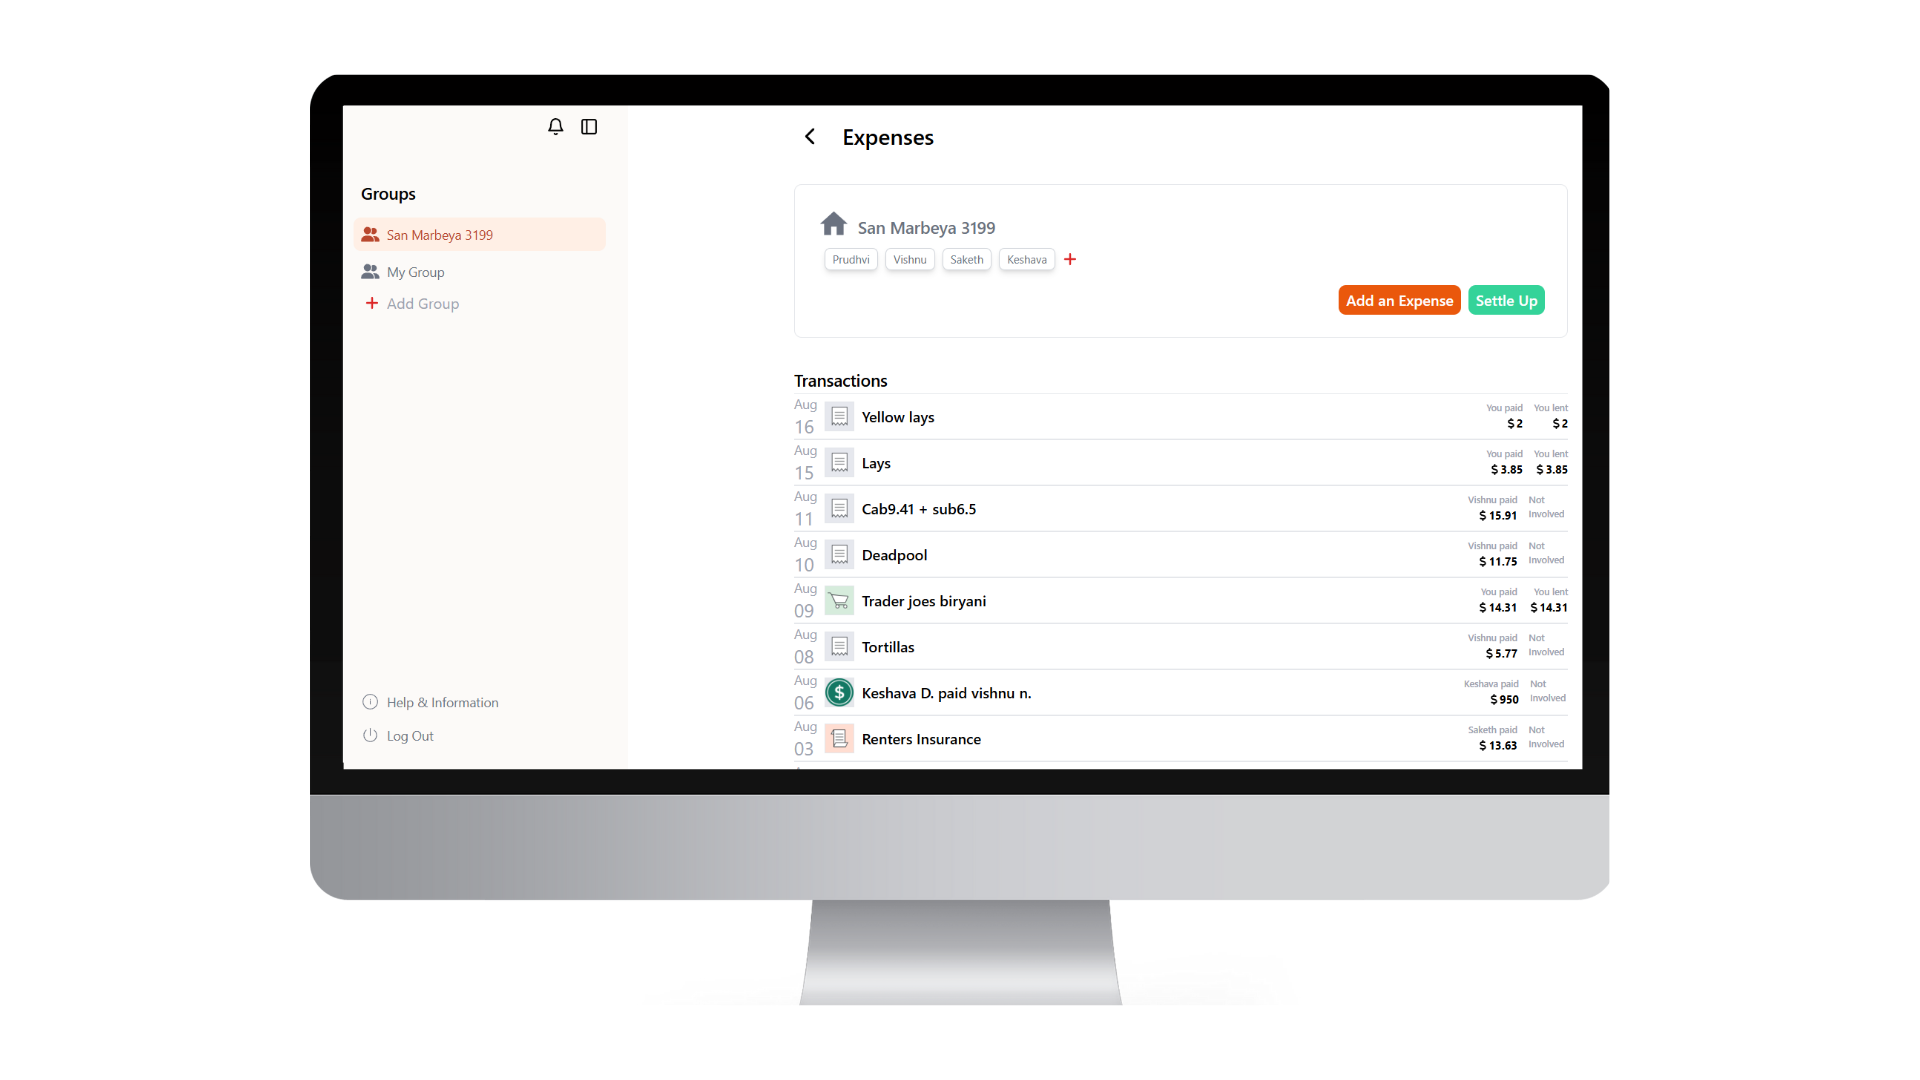 Groups
San Marbeya 3199
My Group
Add Group
Help & Information
Log Out
Expenses
San Marbeya 3199
Prudhvi Vishnu Saketh Keshava
Add an Expense Settle Up
Transactions
Aug 16 Yellow lays You paid $ 2 You lent $ 2
Aug 15 Lays You paid $ 3.85 You lent $ 3.85
Aug 11 Cab9.41 + sub6.5 Vishnu paid $ 15.91 Not Involved
Aug 10 Deadpool Vishnu paid $ 11.75 Not Involved
Aug 09 Trader joes biryani You paid $ 14.31 You lent $ 14.31
Aug 08 Tortillas Vishnu paid $ 5.77 Not Involved
Aug 06 $ Keshava D. paid vishnu n. Keshava paid $ 950 Not Involved
Aug 03 Renters Insurance Saketh paid $ 13.63 Not Involved